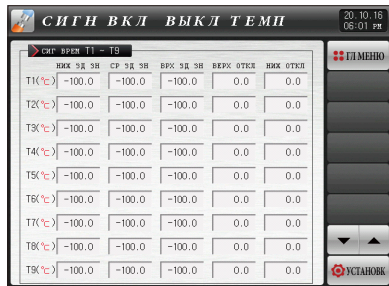 СИГН ВКЛ ВЫКЛ ТЕМП
20.10.16
06:01 PM
СИГ ВРЕМ T1 - T9
НИХ ЗД ЗН СР ЗД ЗН ВРХ ЗД ЗН ВЕРХ ОТКЛ НИХ ОТКЛ
T1(℃) -100.0 -100.0 -100.0 0.0 0.0
T2(℃) -100.0 -100.0 -100.0 0.0 0.0
T3(℃) -100.0 -100.0 -100.0 0.0 0.0
T4(℃) -100.0 -100.0 -100.0 0.0 0.0
T5(℃) -100.0 -100.0 -100.0 0.0 0.0
T6(℃) -100.0 -100.0 -100.0 0.0 0.0
T7(℃) -100.0 -100.0 -100.0 0.0 0.0
T8(℃) -100.0 -100.0 -100.0 0.0 0.0
T9(℃) -100.0 -100.0 -100.0 0.0 0.0
ГЛ МЕНЮ
УСТАНОВК